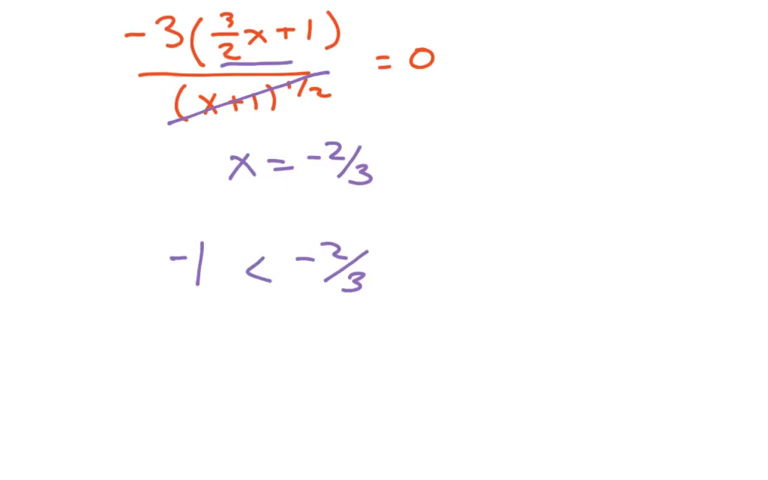 -3(3/2x+1)/(x+1)^1/2 = 0
x = -2/3
-1 < -2/3